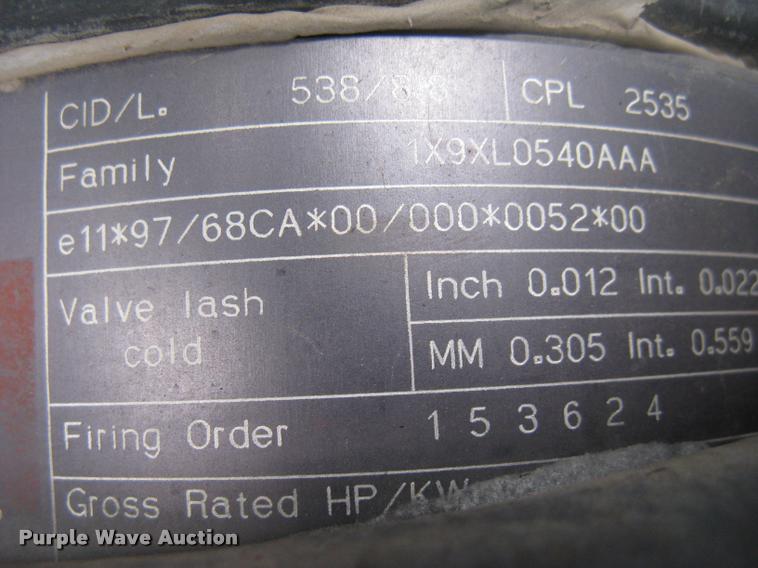 CID/L. 538/8.8 CPL 2535
Family 1X9XL0540AAA
e11*97/68CA*00/000*0052*00
Valve lash cold
Inch 0.012 Int. 0.022
MM 0.305 Int. 0.559
Firing Order 1 5 3 6 2 4
Gross Rated HP/KW
Purple Wave Auction